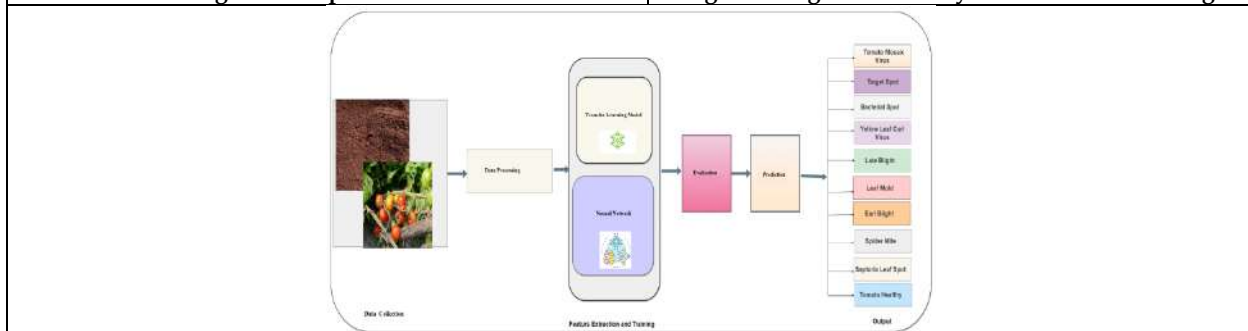 Tomato Mosaic
Virus
Target Spot
Bacterial Spot
Yellow Leaf Curl
Virus
Late Blight
Leaf Mold
Earl Blight
Spider Mite
Septoria Leaf Spot
Tomato Healthy
Transfer Learning Model
Data Processing
Neural Network
Evaluation
Prediction
Data Collection
Feature Extraction and Training
Output